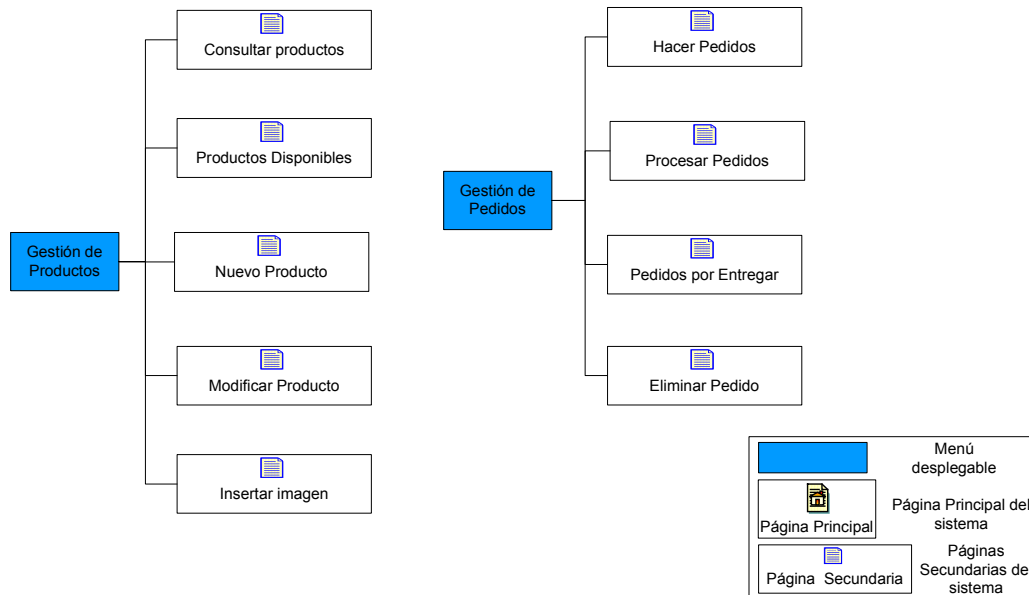 Consultar productos
Productos Disponibles
Gestión de
Productos
Nuevo Producto
Modificar Producto
Insertar imagen
Hacer Pedidos
Procesar Pedidos
Gestión de
Pedidos
Pedidos por Entregar
Eliminar Pedido
Menú
desplegable
Página Principal
Página Principal del
sistema
Página Secundaria
Páginas
Secundarias de
sistema